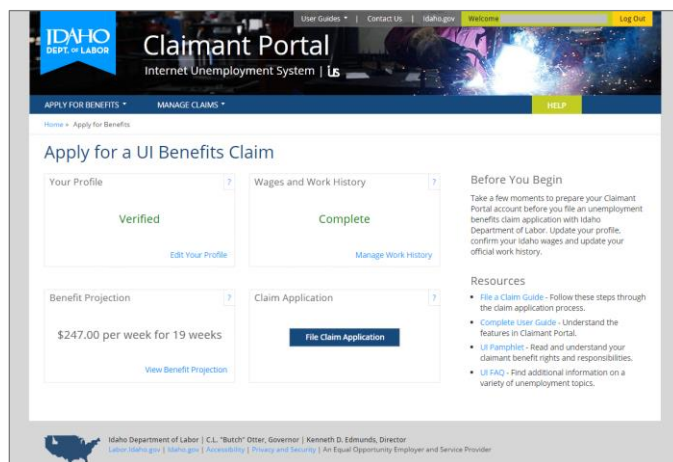 User Guides | Contact Us | Idaho.gov Welcome Log Out
IDAHO
DEPT. OF LABOR
Claimant Portal
Internet Unemployment System | ius
APPLY FOR BENEFITS MANAGE CLAIMS HELP
Home » Apply for Benefits
Apply for a UI Benefits Claim
Your Profile ?
Verified
Edit Your Profile
Wages and Work History ?
Complete
Manage Work History
Benefit Projection ?
$247.00 per week for 19 weeks
View Benefit Projection
Claim Application ?
File Claim Application
Before You Begin
Take a few moments to prepare your Claimant
Portal account before you file an unemployment
benefits claim application with Idaho
Department of Labor. Update your profile,
confirm your Idaho wages and update your
official work history.
Resources
• File a Claim Guide - Follow these steps through
the claim application process.
• Complete User Guide - Understand the
features in Claimant Portal.
• UI Pamphlet - Read and understand your
claimant benefit rights and responsibilities.
• UI FAQ - Find additional information on a
variety of unemployment topics.
Idaho Department of Labor | C.L. "Butch" Otter, Governor | Kenneth D. Edmunds, Director
Labor.Idaho.gov | Idaho.gov | Accessibility | Privacy and Security | An Equal Opportunity Employer and Service Provider